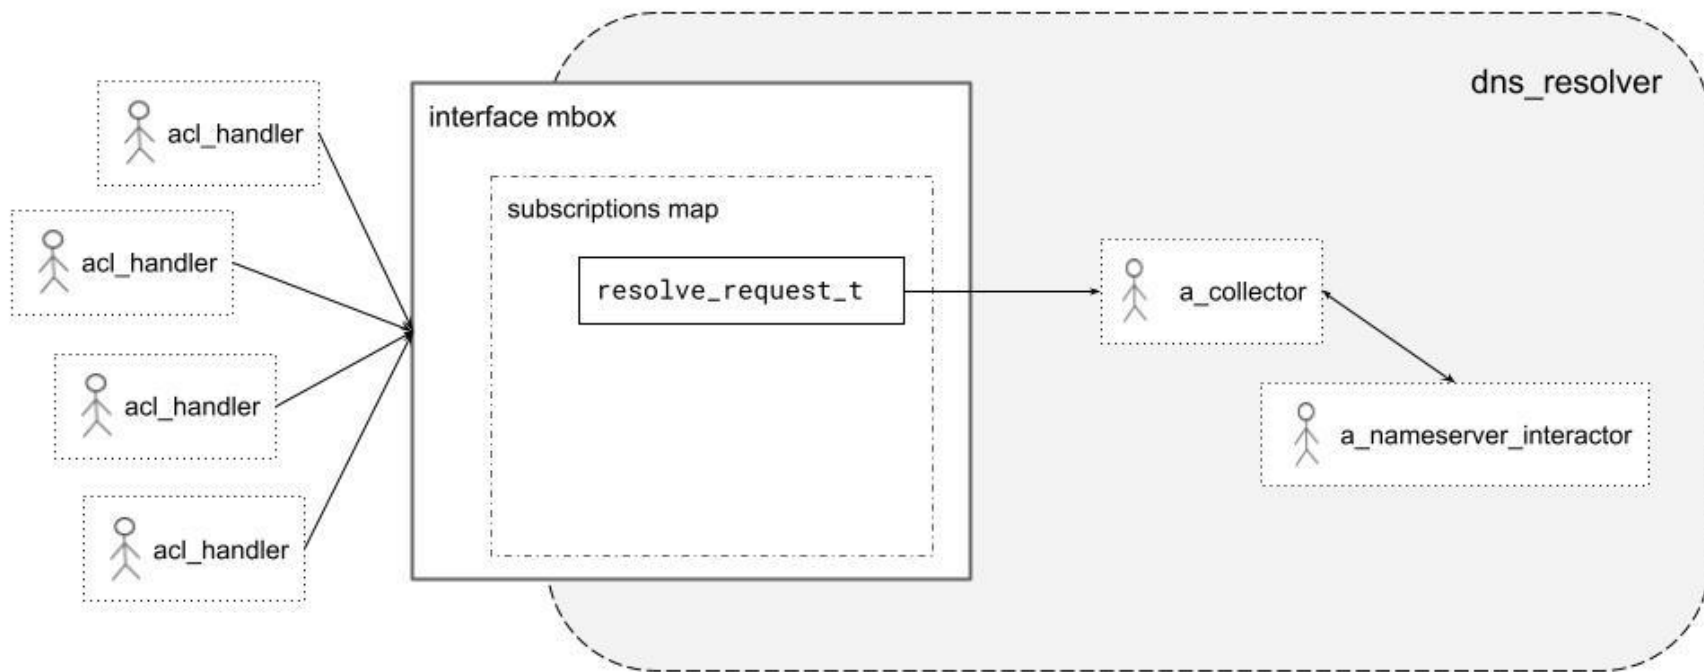 dns_resolver
interface mbox
acl_handler
subscriptions map
acl_handler
resolve_request_t
a_collector
acl_handler
a_nameserver_interactor
acl_handler